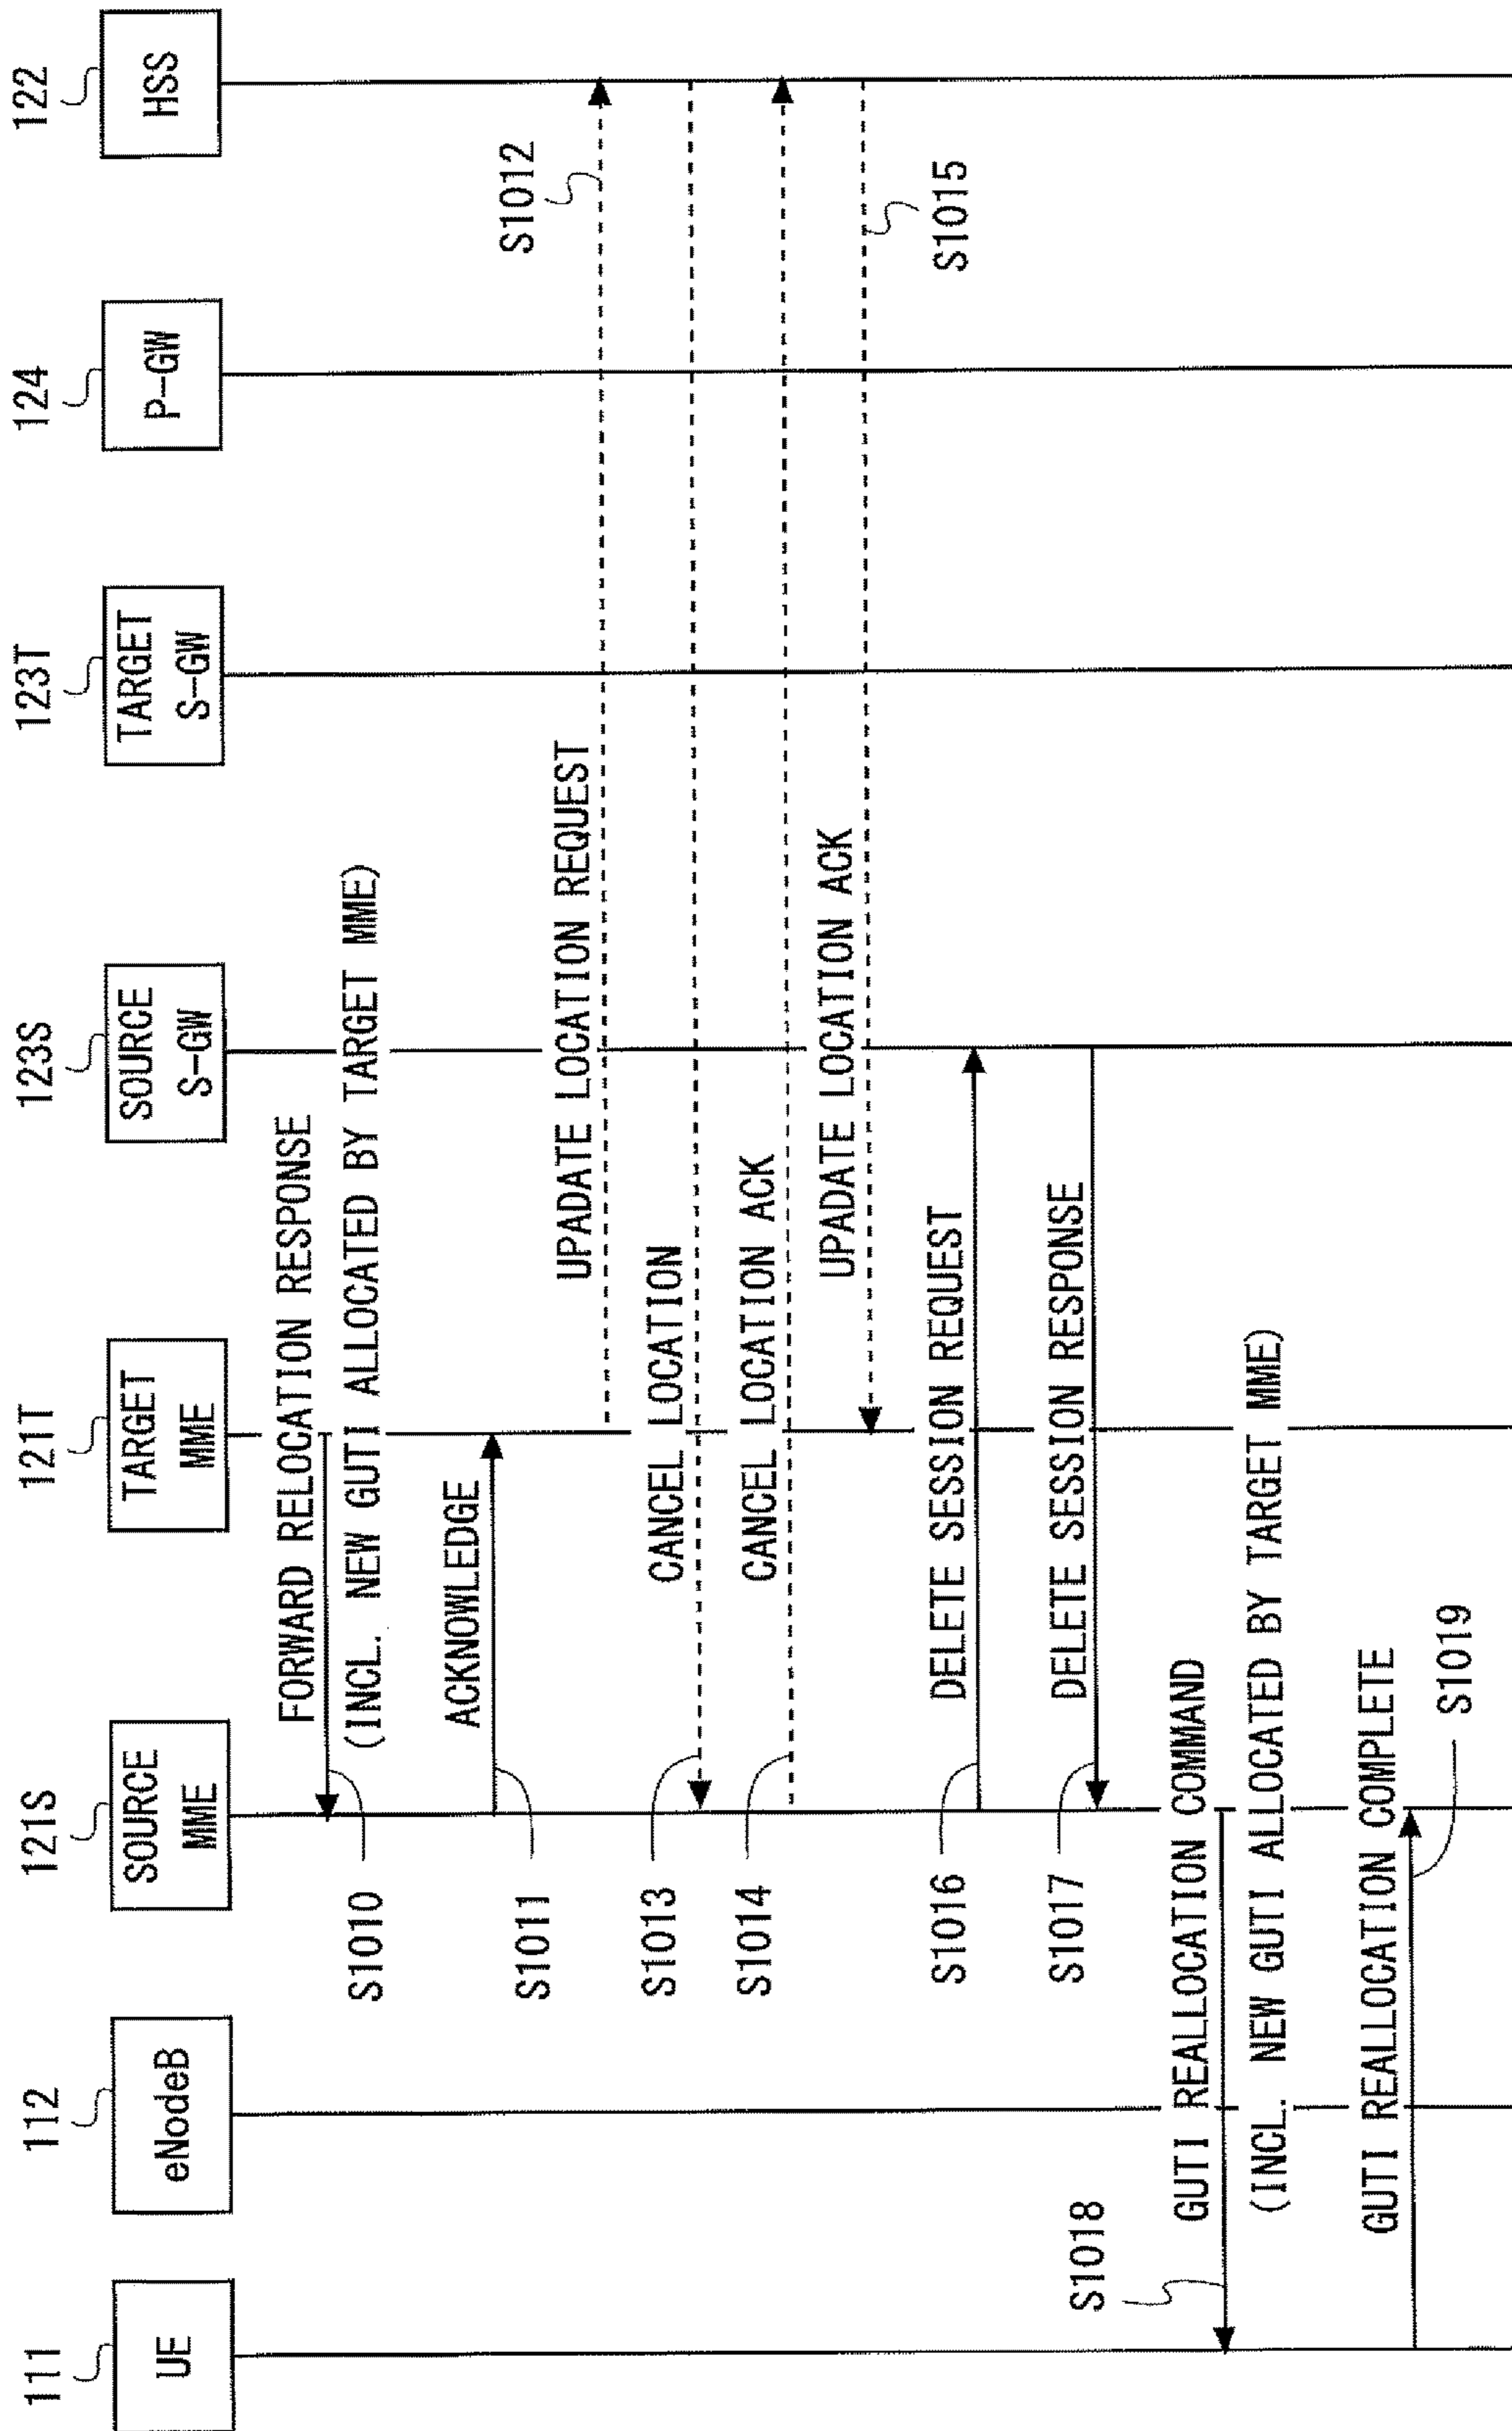 111
112
121S
121T
123S
123T
124
122
UE
eNodeB
SOURCE
MME
TARGET
MME
SOURCE
S-GW
TARGET
S-GW
P-GW
HSS
FORWARD RELOCATION RESPONSE
(INCL. NEW GUTI ALLOCATED BY TARGET MME)
S1010
ACKNOWLEDGE
S1011
UPADATE LOCATION REQUEST
S1012
CANCEL LOCATION
S1013
CANCEL LOCATION ACK
S1014
UPADATE LOCATION ACK
S1015
DELETE SESSION REQUEST
S1016
DELETE SESSION RESPONSE
S1017
S1018
GUTI REALLOCATION COMMAND
(INCL. NEW GUTI ALLOCATED BY TARGET MME)
GUTI REALLOCATION COMPLETE
S1019